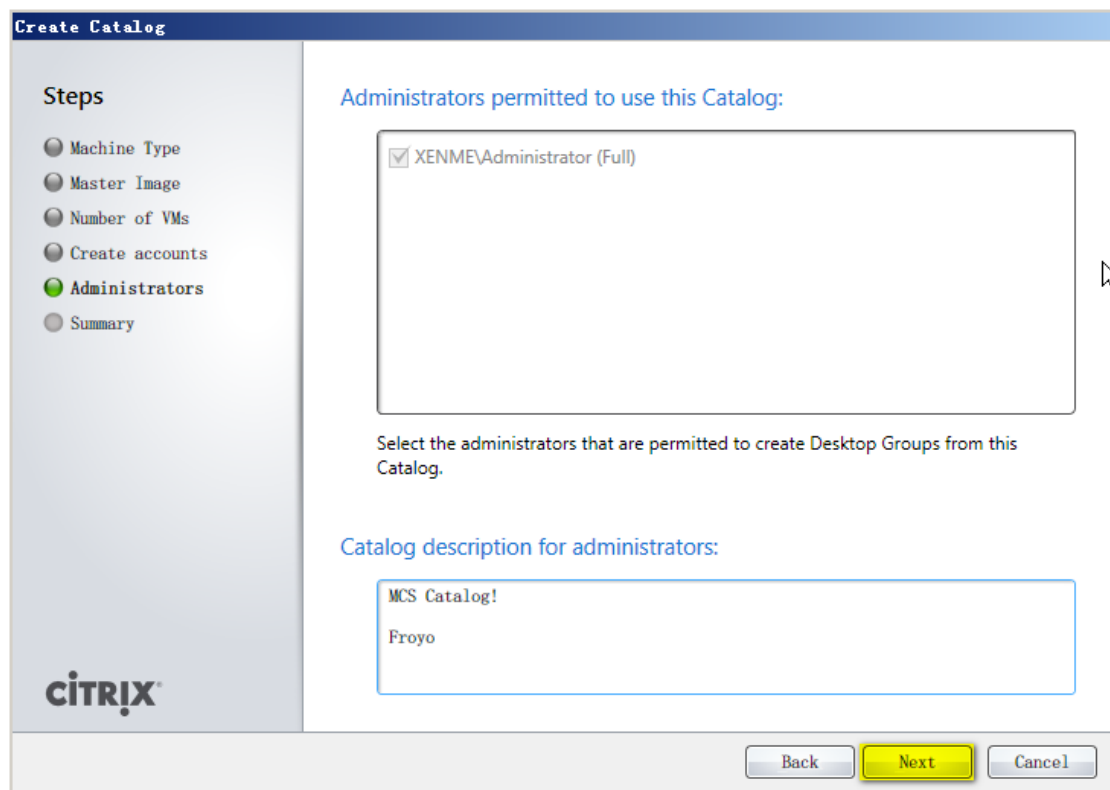 Create Catalog
Steps
Machine Type
Master Image
Number of VMs
Create accounts
Administrators
Summary
Administrators permitted to use this Catalog:
XENME\Administrator (Full)
Select the administrators that are permitted to create Desktop Groups from this
Catalog.
Catalog description for administrators:
MCS Catalog!
Froyo
CITRIX
Back
Next
Cancel